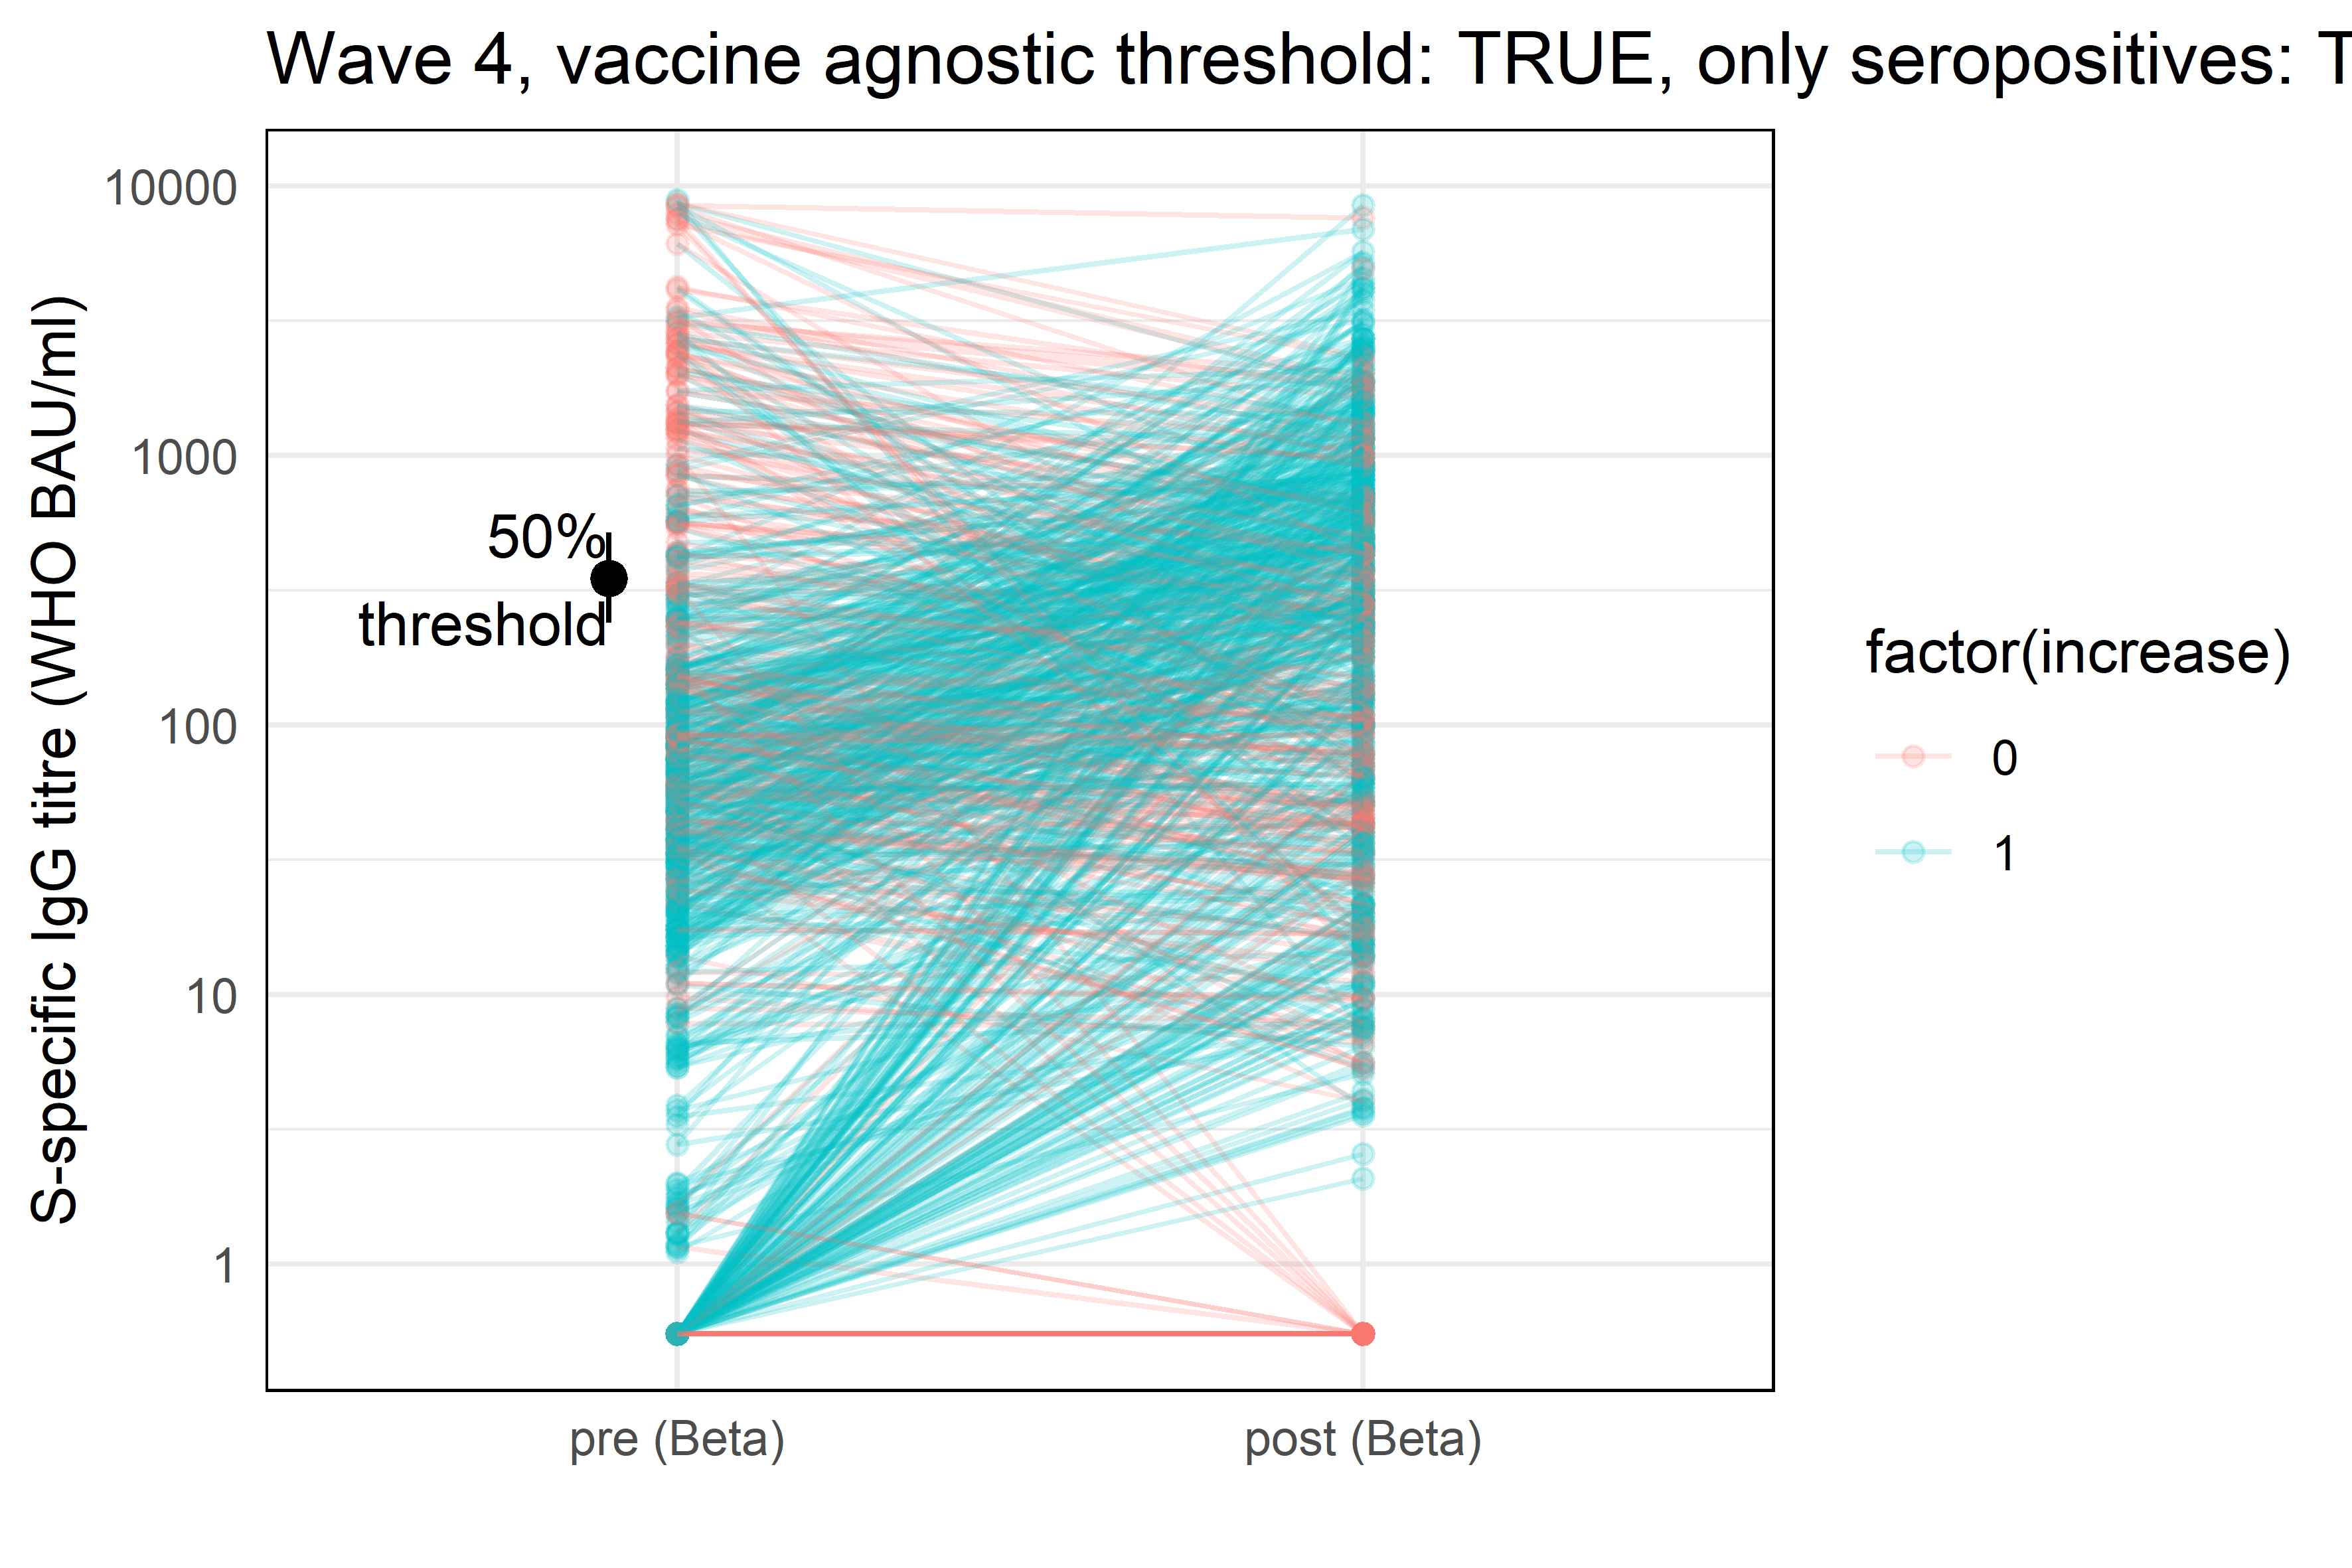 Wave 4, vaccine agnostic threshold: TRUE, only seropositives: T
S-specific IgG titre (WHO BAU/ml)
10000
1000
100
10
1
50%
threshold
pre (Beta)
post (Beta)
factor(increase)
0
1